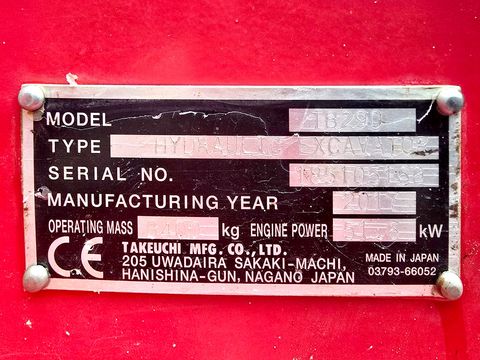 MODEL TB290
TYPE HYDRAULIC EXCAVATOR
SERIAL NO.
MANUFACTURING YEAR
OPERATING MASS kg ENGINE POWER kW
CE TAKEUCHI MFG. CO., LTD.
205 UWADAIRA SAKAKI-MACHI, MADE IN JAPAN
HANISHINA-GUN, NAGANO JAPAN 03793-66052